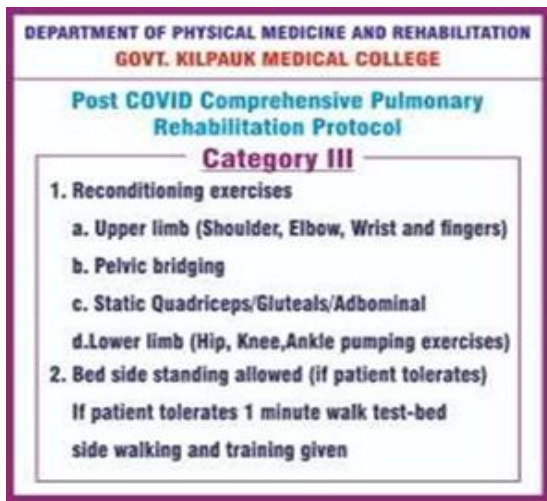 DEPARTMENT OF PHYSICAL MEDICINE AND REHABILITATION
GOVT. KILPAUK MEDICAL COLLEGE
Post COVID Comprehensive Pulmonary
Rehabilitation Protocol
Category III
1. Reconditioning exercises
a. Upper limb (Shoulder, Elbow, Wrist and fingers)
b. Pelvic bridging
c. Static Quadriceps/Gluteals/Adbominal
d.Lower limb (Hip, Knee,Ankle pumping exercises)
2. Bed side standing allowed (if patient tolerates)
If patient tolerates 1 minute walk test-bed
side walking and training given